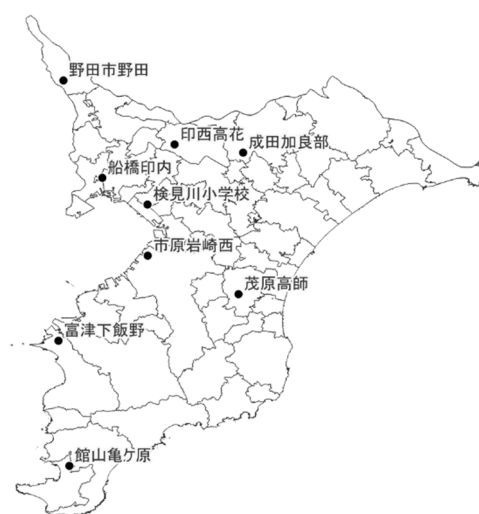 野田市野田
印西高花
成田加良部
船橋印内
検見川小学校
市原岩崎西
茂原高師
富津下飯野
館山亀ケ原